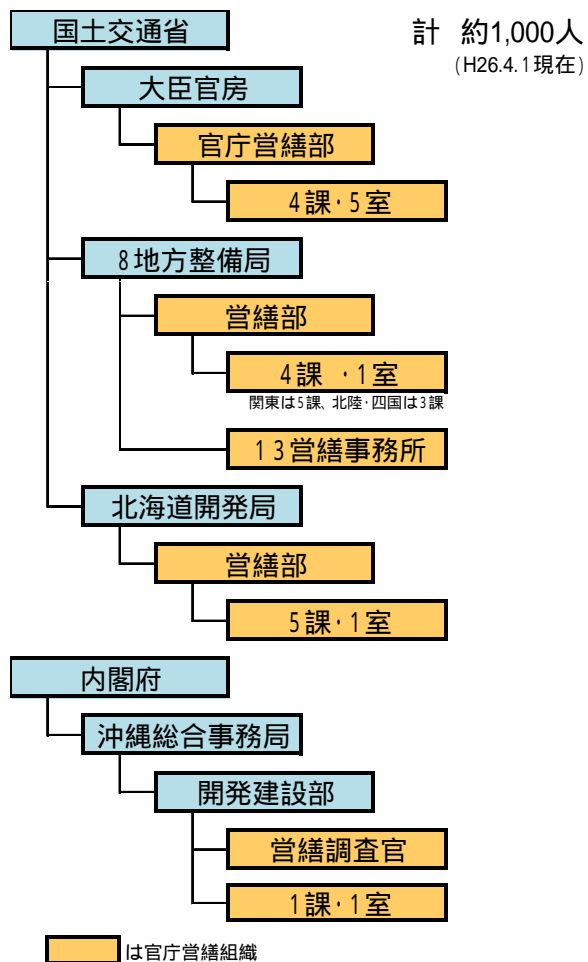 国土交通省
計 約1,000人
(H26.4.1現在)
大臣官房
官庁営繕部
4課・5室
8地方整備局
営繕部
4課 ・1室
関東は5課、北陸・四国は3課
13営繕事務所
北海道開発局
営繕部
5課・1室
内閣府
沖縄総合事務局
開発建設部
営繕調査官
1課・1室
は官庁営繕組織